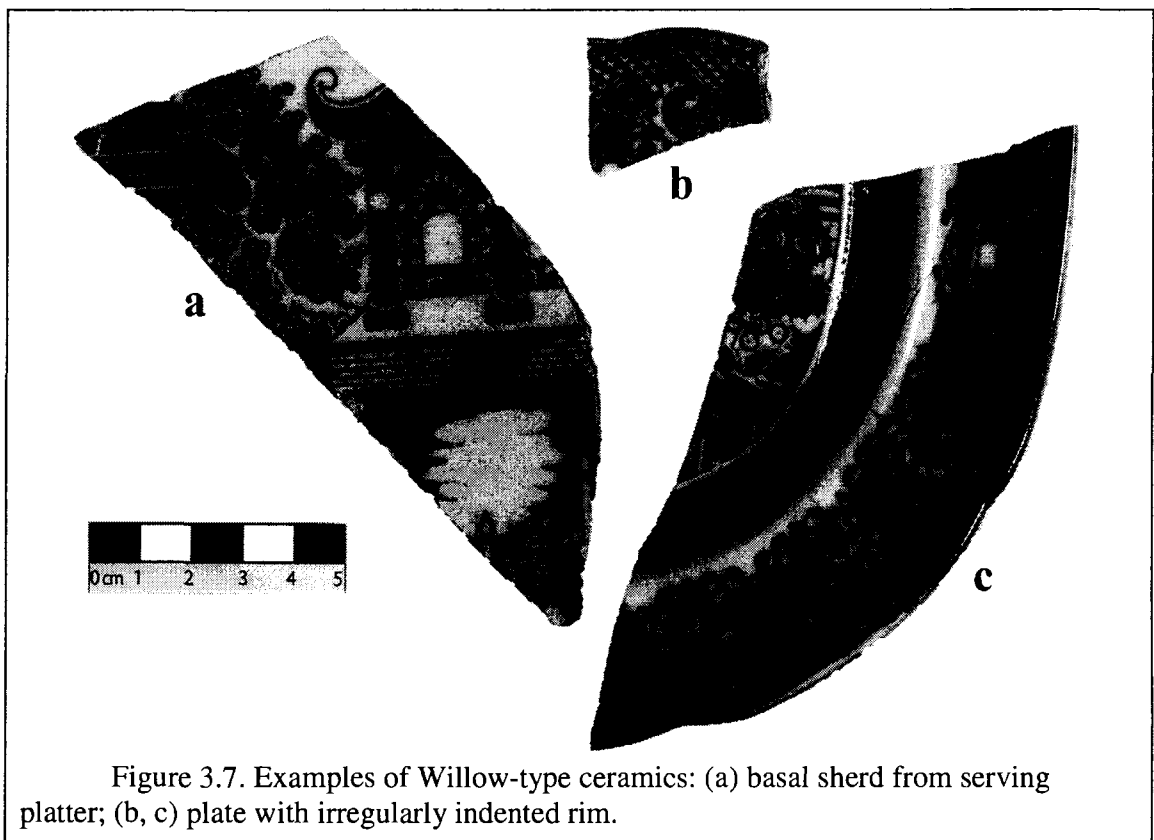 b
a
0cm 1 2 3 4 5
c
Figure 3.7. Examples of Willow-type ceramics: (a) basal sherd from serving
platter; (b, c) plate with irregularly indented rim.